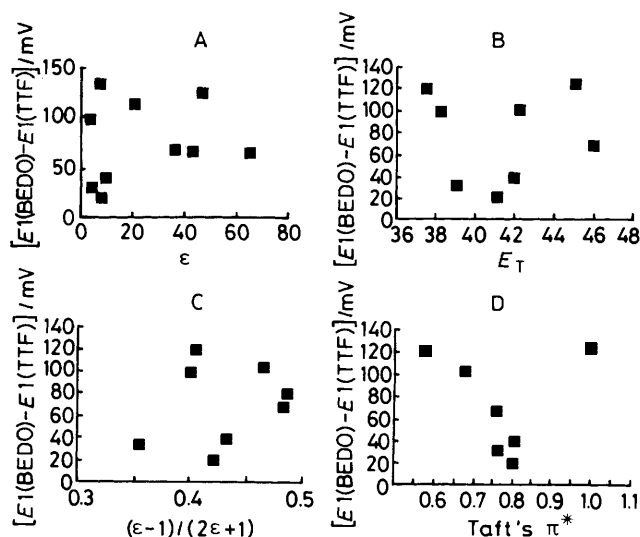 A
[E1(BEDO)-E1(TTF)]/mV
150
100
50
0
0 20 40 60 80
ε
B
[E1(BEDO)-E1(TTF)]/mV
140
120
100
80
60
40
20
0
36 38 40 42 44 46 48
E_T
C
[E1(BEDO)-E1(TTF)]/mV
140
120
100
80
60
40
20
0
0.3 0.4 0.5
(ε-1)/(2ε+1)
D
[E1(BEDO)-E1(TTF)]/mV
140
120
100
80
60
40
20
0
0.6 0.7 0.8 0.9 1.0 1.1
Taft's π*